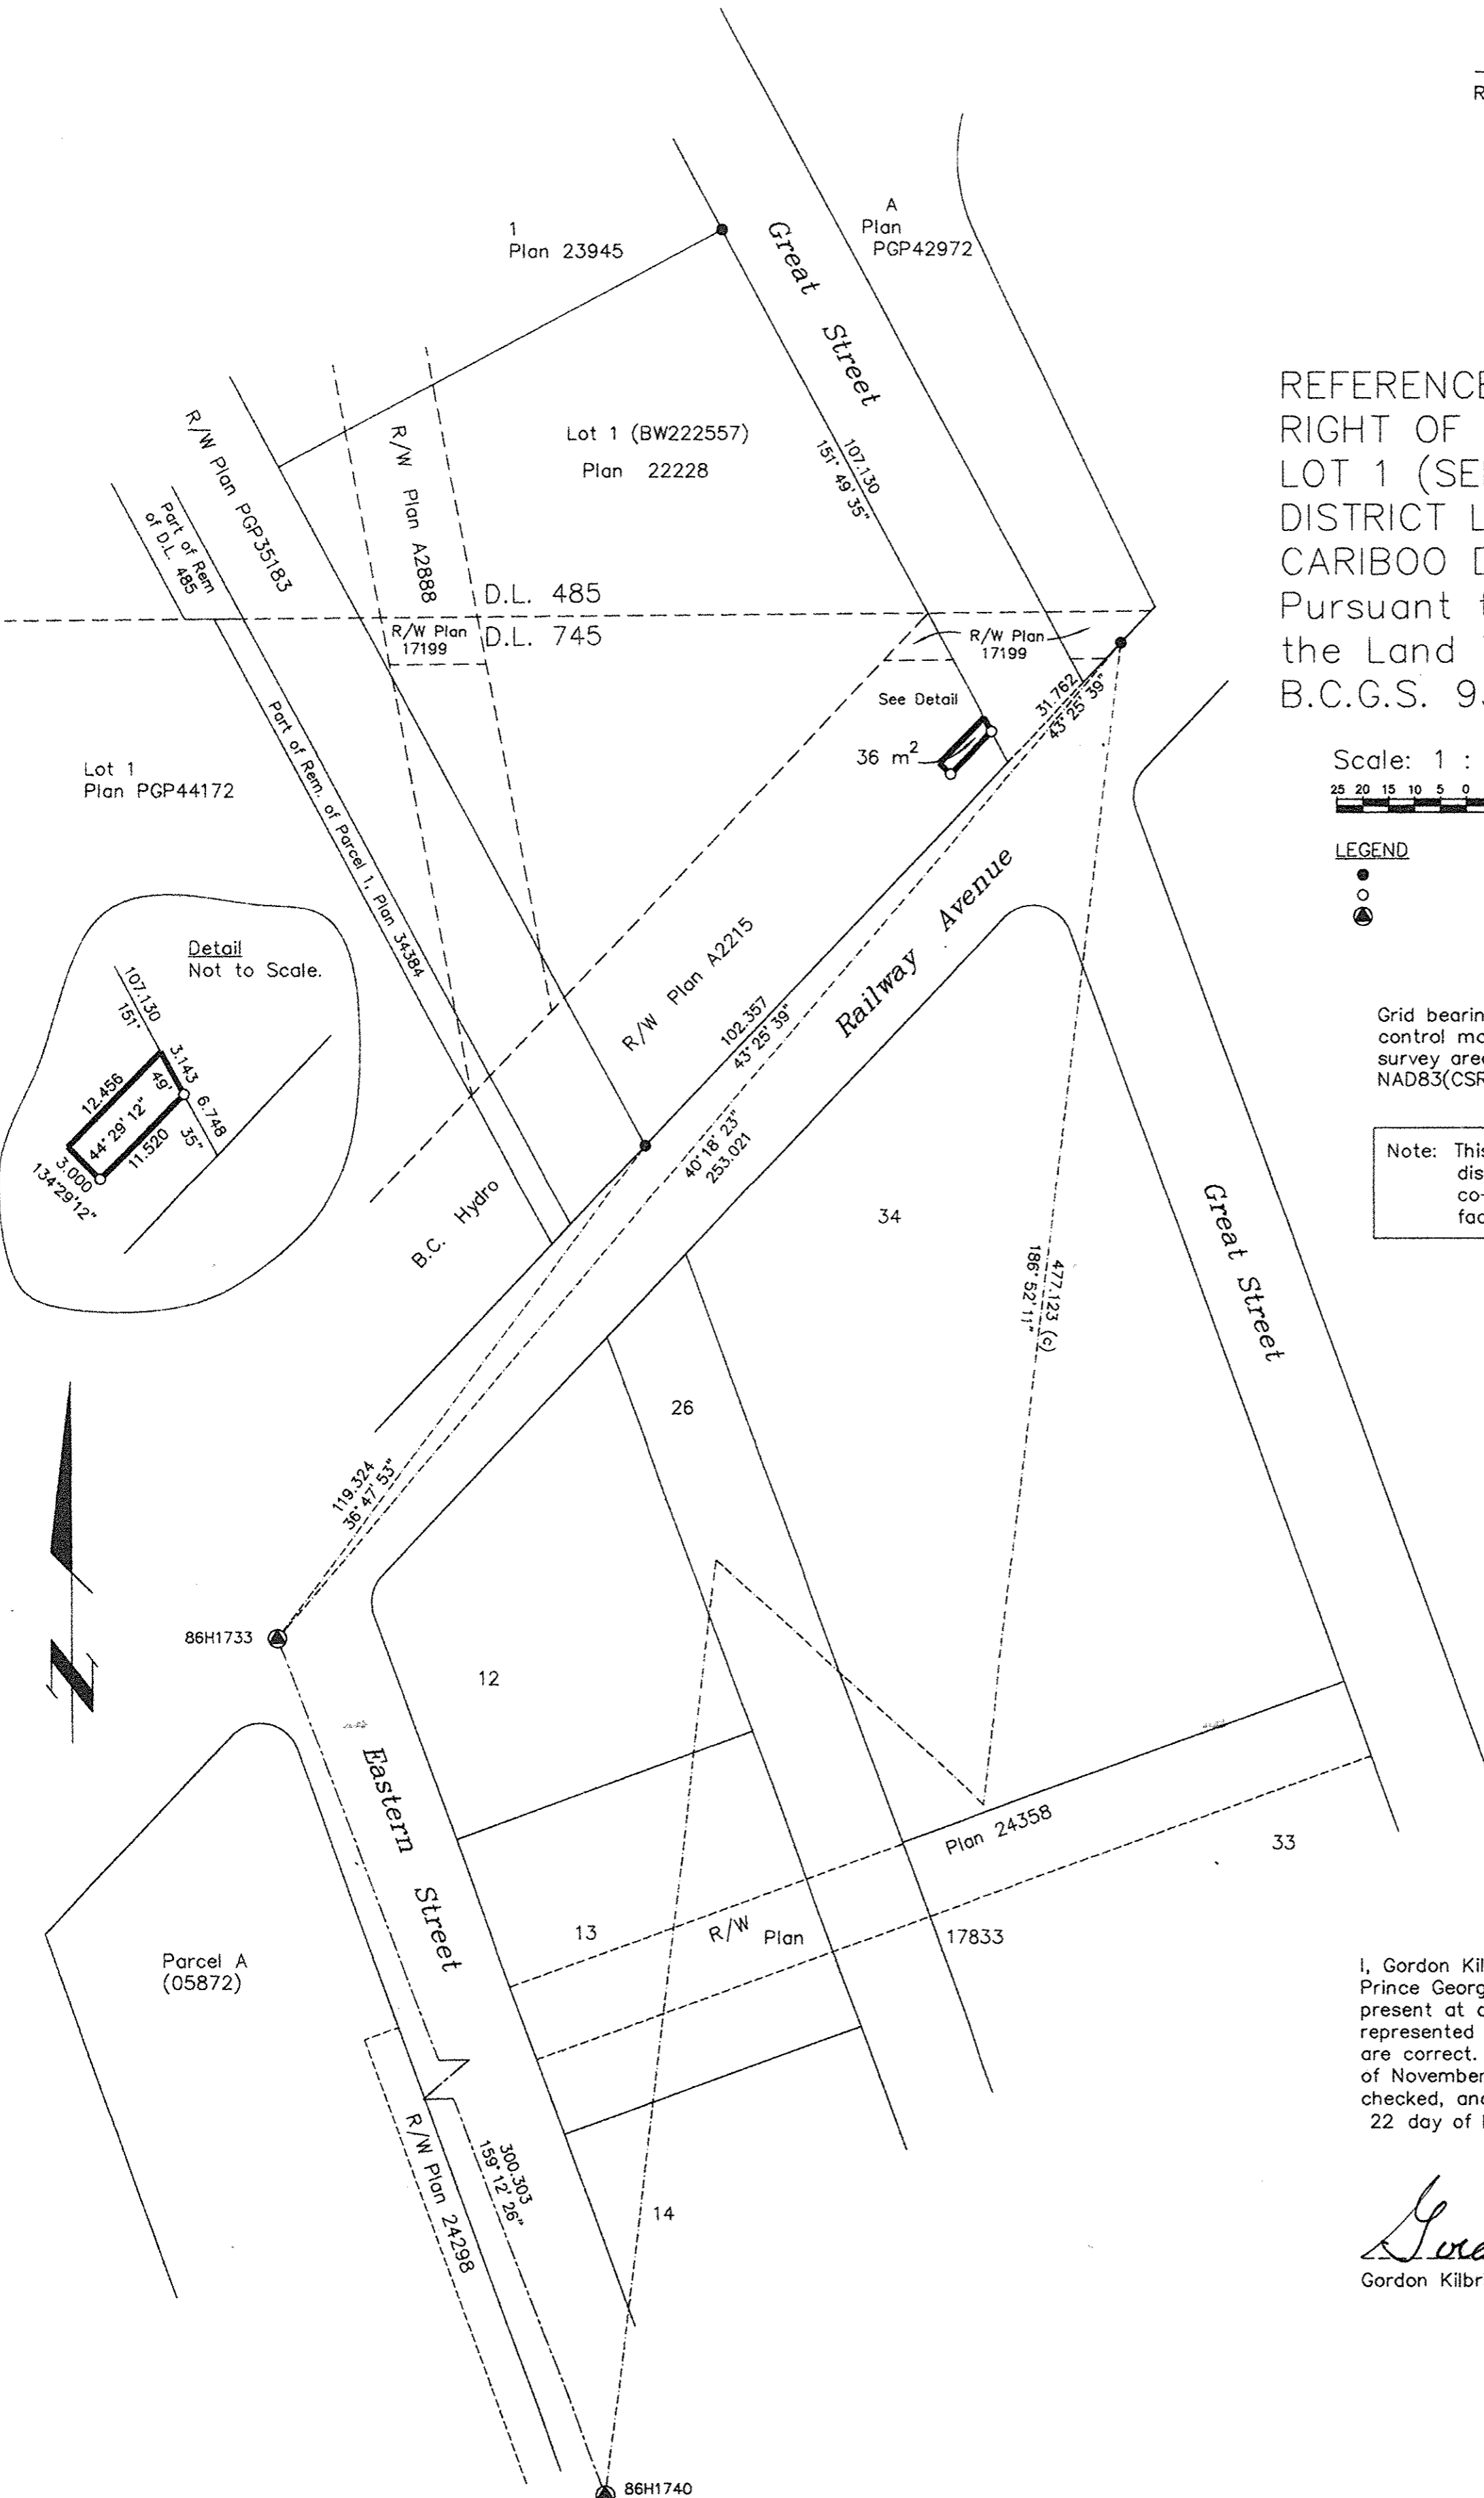 R
A
Plan
PGP42972
1
Plan 23945
Great Street
REFERENCE
RIGHT OF
LOT 1 (SE
DISTRICT L
CARIBOO D
Pursuant t
the Land
B.C.G.S. 9
Lot 1 (BW222557)
Plan 22228
107.130
151° 49' 35"
R/W Plan PGP35183
R/W Plan A2888
Part of Rem
of D.L. 485
D.L. 485
D.L. 745
R/W Plan
17199
R/W Plan
17199
See Detail
31.762
43° 25' 39"
36 m²
Scale: 1 :
25 20 15 10 5 0
LEGEND
Lot 1
Plan PGP44172
Part of Rem. of Parcel 1, Plan 34384
Detail
Not to Scale.
107.130
151° 49' 35"
3.143
6.748
12.456
44° 29' 12"
11.520
3.000
134°29'12"
R/W Plan A2215
Railway Avenue
102.357
43° 25' 39"
40° 18' 23"
253.021
B.C. Hydro
Grid bearin
control mo
survey are
NAD83(CSR
Note: This
dis
co-
fac
34
477.123 (c)
186° 52' 11"
Great Street
26
119.324
36° 47' 53"
86H1733
N
12
Eastern Street
Plan 24358
33
13
R/W Plan
17833
Parcel A
(05872)
I, Gordon Kil
Prince Georg
present at
represented
are correct.
of November
checked, and
22 day of
R/W Plan 24298
300.303
159° 12' 26"
14
Gordon Kilbr
86H1740